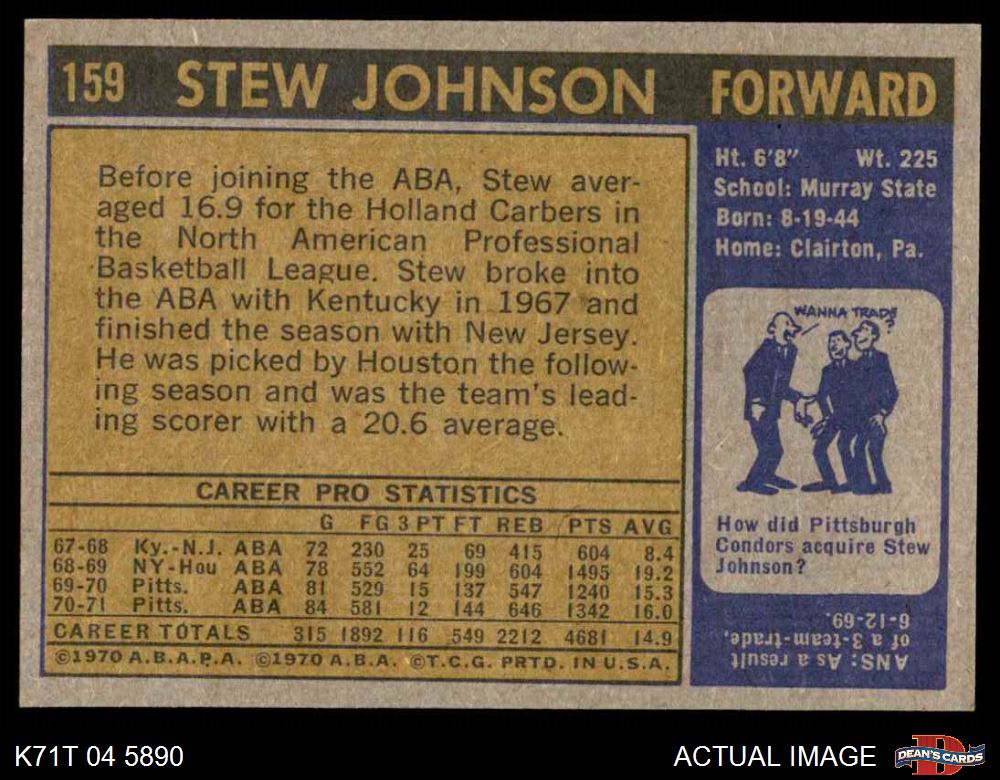 159 STEW JOHNSON FORWARD
Before joining the ABA, Stew aver-
aged 16.9 for the Holland Carbers in
the North American Professional
Basketball League. Stew broke into
the ABA with Kentucky in 1967 and
finished the season with New Jersey.
He was picked by Houston the follow-
ing season and was the team's lead-
ing scorer with a 20.6 average.
CAREER PRO STATISTICS
G FG 3 PT FT REB PTS AVG
67-68 Ky.-N.J. ABA 72 230 25 69 415 604 8.4
68-69 NY-Hou ABA 78 552 64 199 604 1495 19.2
69-70 Pitts. ABA 81 529 15 137 547 1240 15.3
70-71 Pitts. ABA 84 581 12 144 646 1342 16.0
CAREER TOTALS 315 1892 116 549 2212 4681 14.9
©1970 A.B.A.P.A. ©1970 A.B.A. ©T.C.G. PRTD. IN U.S.A.
Ht. 6'8" Wt. 225
School: Murray State
Born: 8-19-44
Home: Clairton, Pa.
WANNA TRADE?
How did Pittsburgh
Condors acquire Stew
Johnson?
ANS: As a result
of a 3-team-trade,
6-12-69.
K71T 04 5890
ACTUAL IMAGE
DEAN'S CARDS